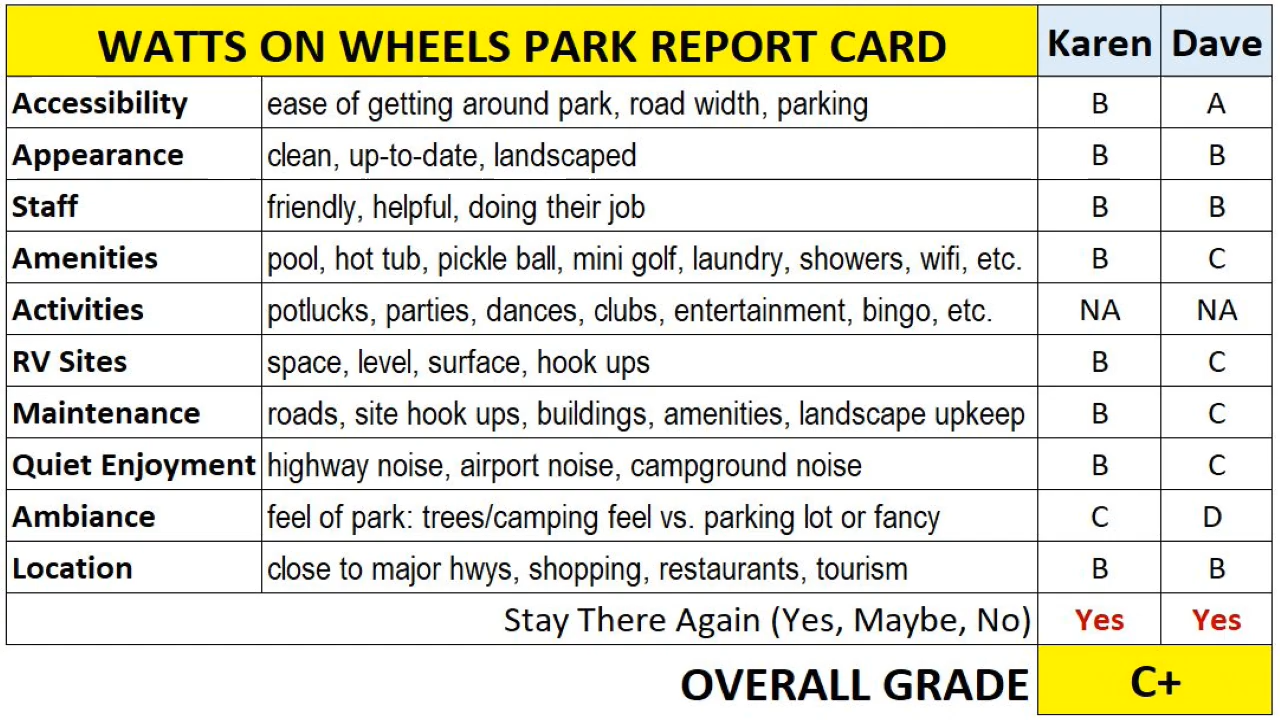 WATTS ON WHEELS PARK REPORT CARD Karen Dave
Accessibility ease of getting around park, road width, parking B A
Appearance clean, up-to-date, landscaped B B
Staff friendly, helpful, doing their job B B
Amenities pool, hot tub, pickle ball, mini golf, laundry, showers, wifi, etc. B C
Activities potlucks, parties, dances, clubs, entertainment, bingo, etc. NA NA
RV Sites space, level, surface, hook ups B C
Maintenance roads, site hook ups, buildings, amenities, landscape upkeep B C
Quiet Enjoyment highway noise, airport noise, campground noise B C
Ambiance feel of park: trees/camping feel vs. parking lot or fancy C D
Location close to major hwys, shopping, restaurants, tourism B B
Stay There Again (Yes, Maybe, No) Yes Yes
OVERALL GRADE C+